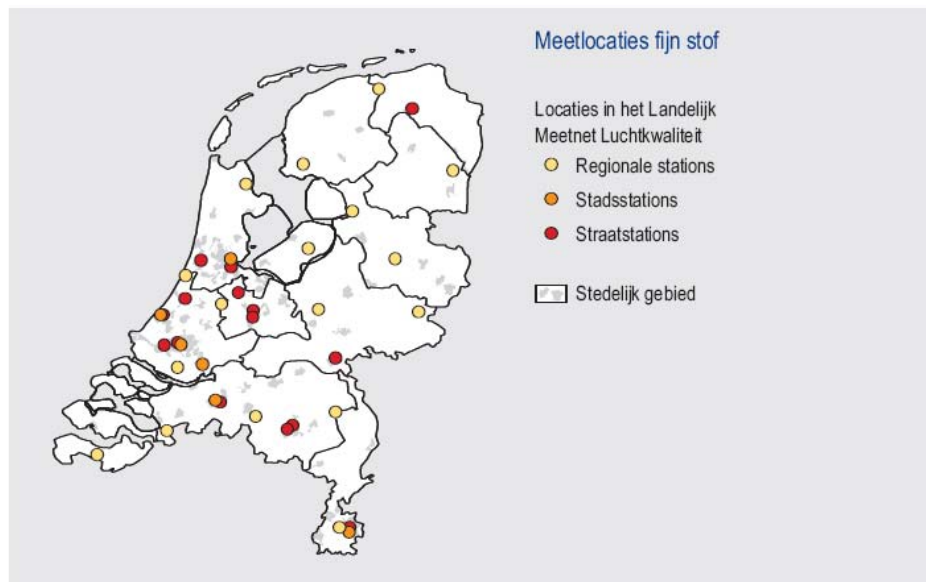 Meetlocaties fijn stof
Locaties in het Landelijk
Meetnet Luchtkwaliteit
Regionale stations
Stadsstations
Straatstations
Stedelijk gebied